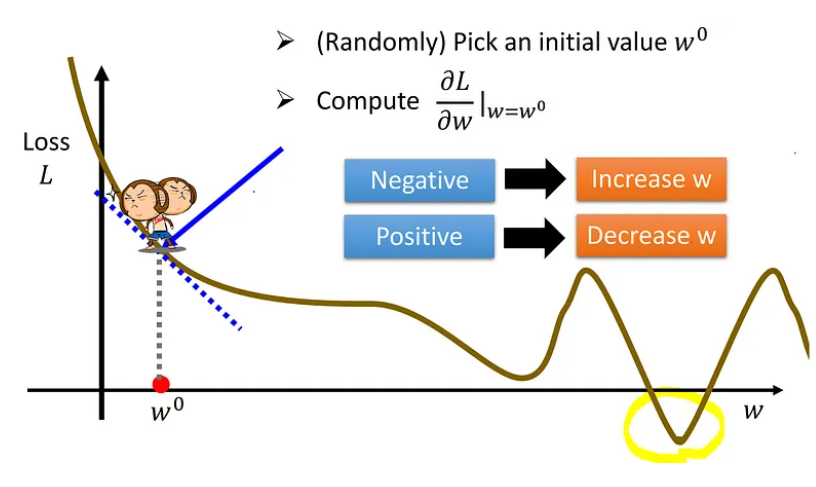 ➢ (Randomly) Pick an initial value w⁰
➢ Compute ∂L/∂w |w=w⁰
Loss
L
Negative
Increase w
Positive
Decrease w
w⁰
w